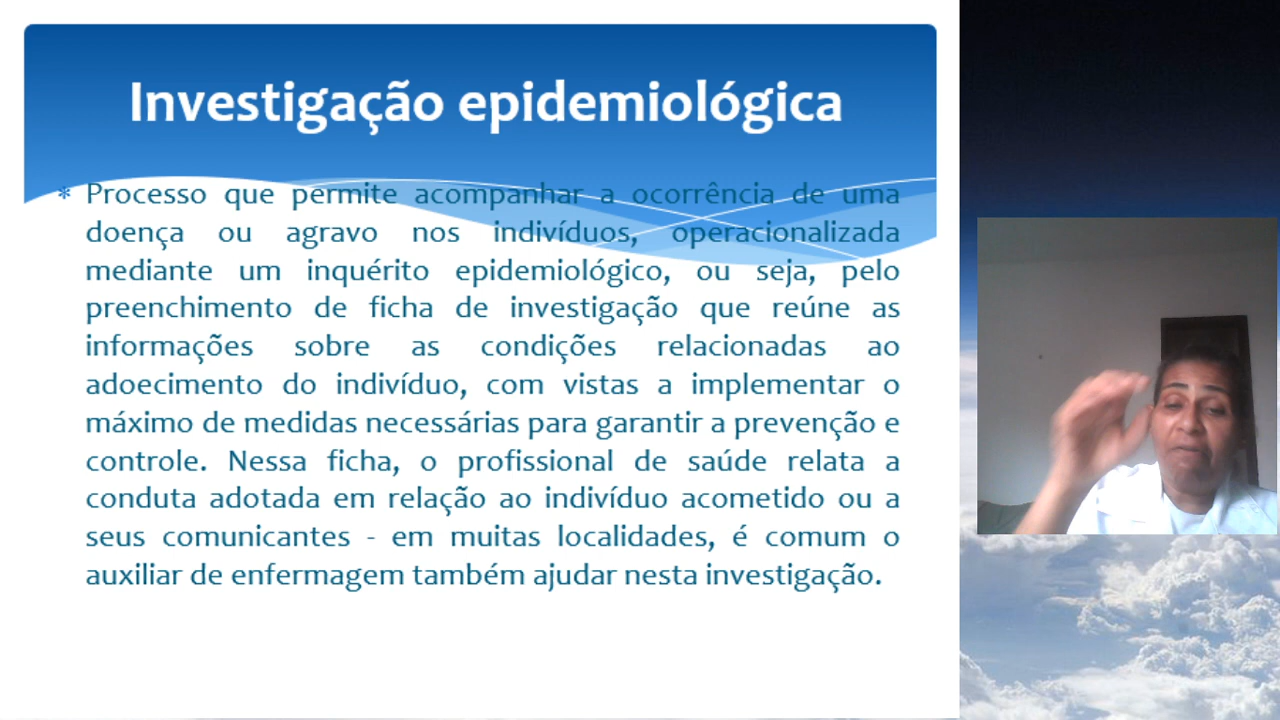 Investigação epidemiológica
* Processo que permite acompanhar a ocorrência de uma
doença ou agravo nos indivíduos, operacionalizada
mediante um inquérito epidemiológico, ou seja, pelo
preenchimento de ficha de investigação que reúne as
informações sobre as condições relacionadas ao
adoecimento do indivíduo, com vistas a implementar o
máximo de medidas necessárias para garantir a prevenção e
controle. Nessa ficha, o profissional de saúde relata a
conduta adotada em relação ao indivíduo acometido ou a
seus comunicantes - em muitas localidades, é comum o
auxiliar de enfermagem também ajudar nesta investigação.